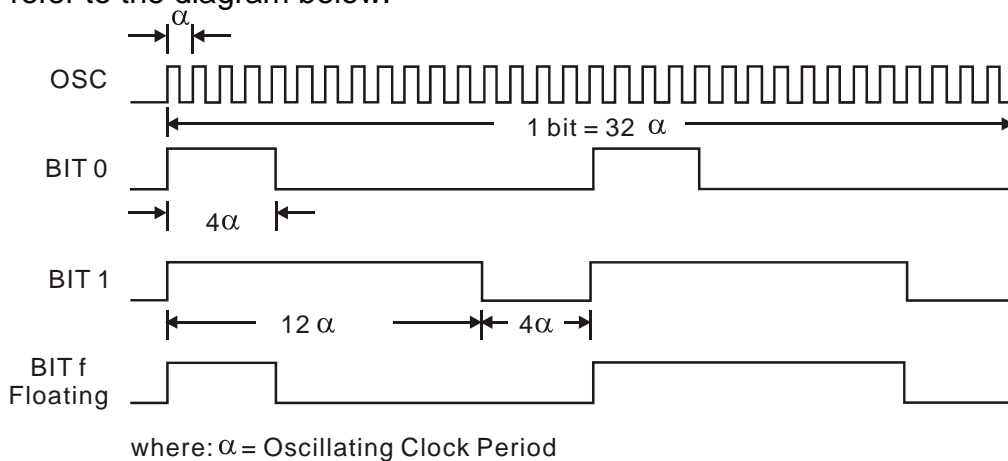 refer to the diagram below:
α
OSC
1 bit = 32 α
BIT 0
4α
BIT 1
12 α
4α
BIT f
Floating
where: α = Oscillating Clock Period